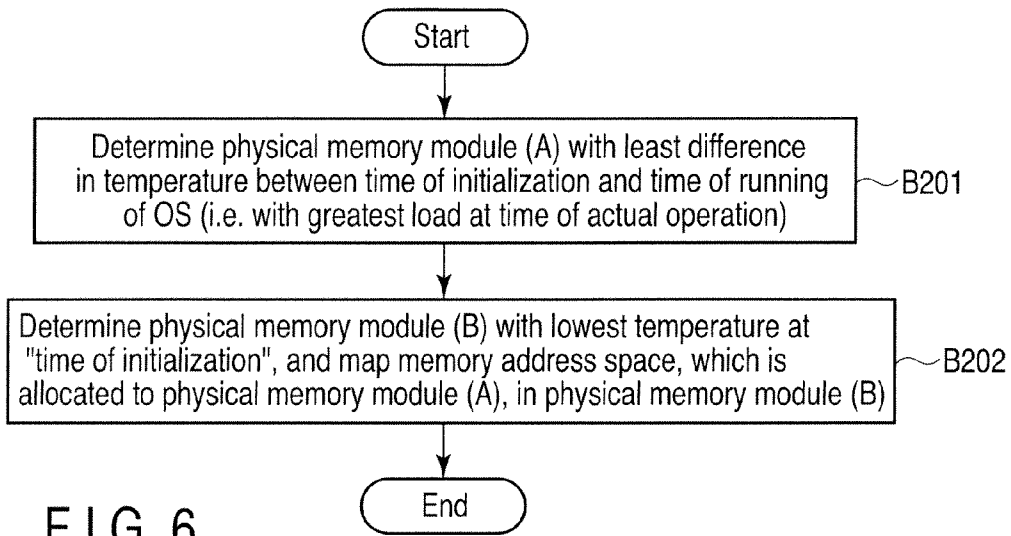 Start
Determine physical memory module (A) with least difference
in temperature between time of initialization and time of running
of OS (i.e. with greatest load at time of actual operation)
B201
Determine physical memory module (B) with lowest temperature at
"time of initialization", and map memory address space, which is
allocated to physical memory module (A), in physical memory module (B)
B202
End
FIG. 6